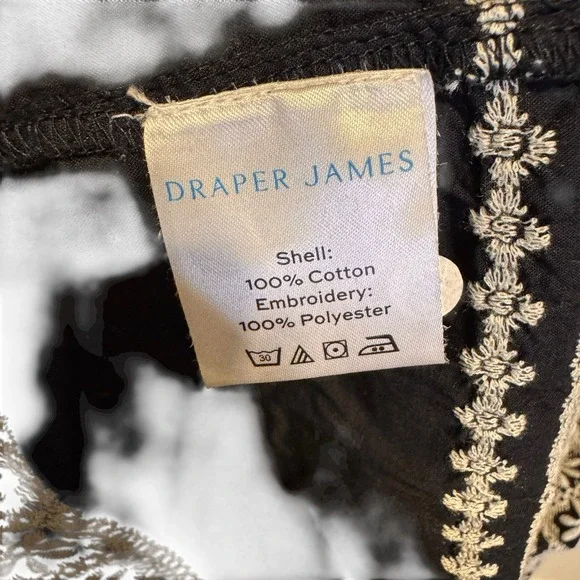 DRAPER JAMES
Shell:
100% Cotton
Embroidery:
100% Polyester
30